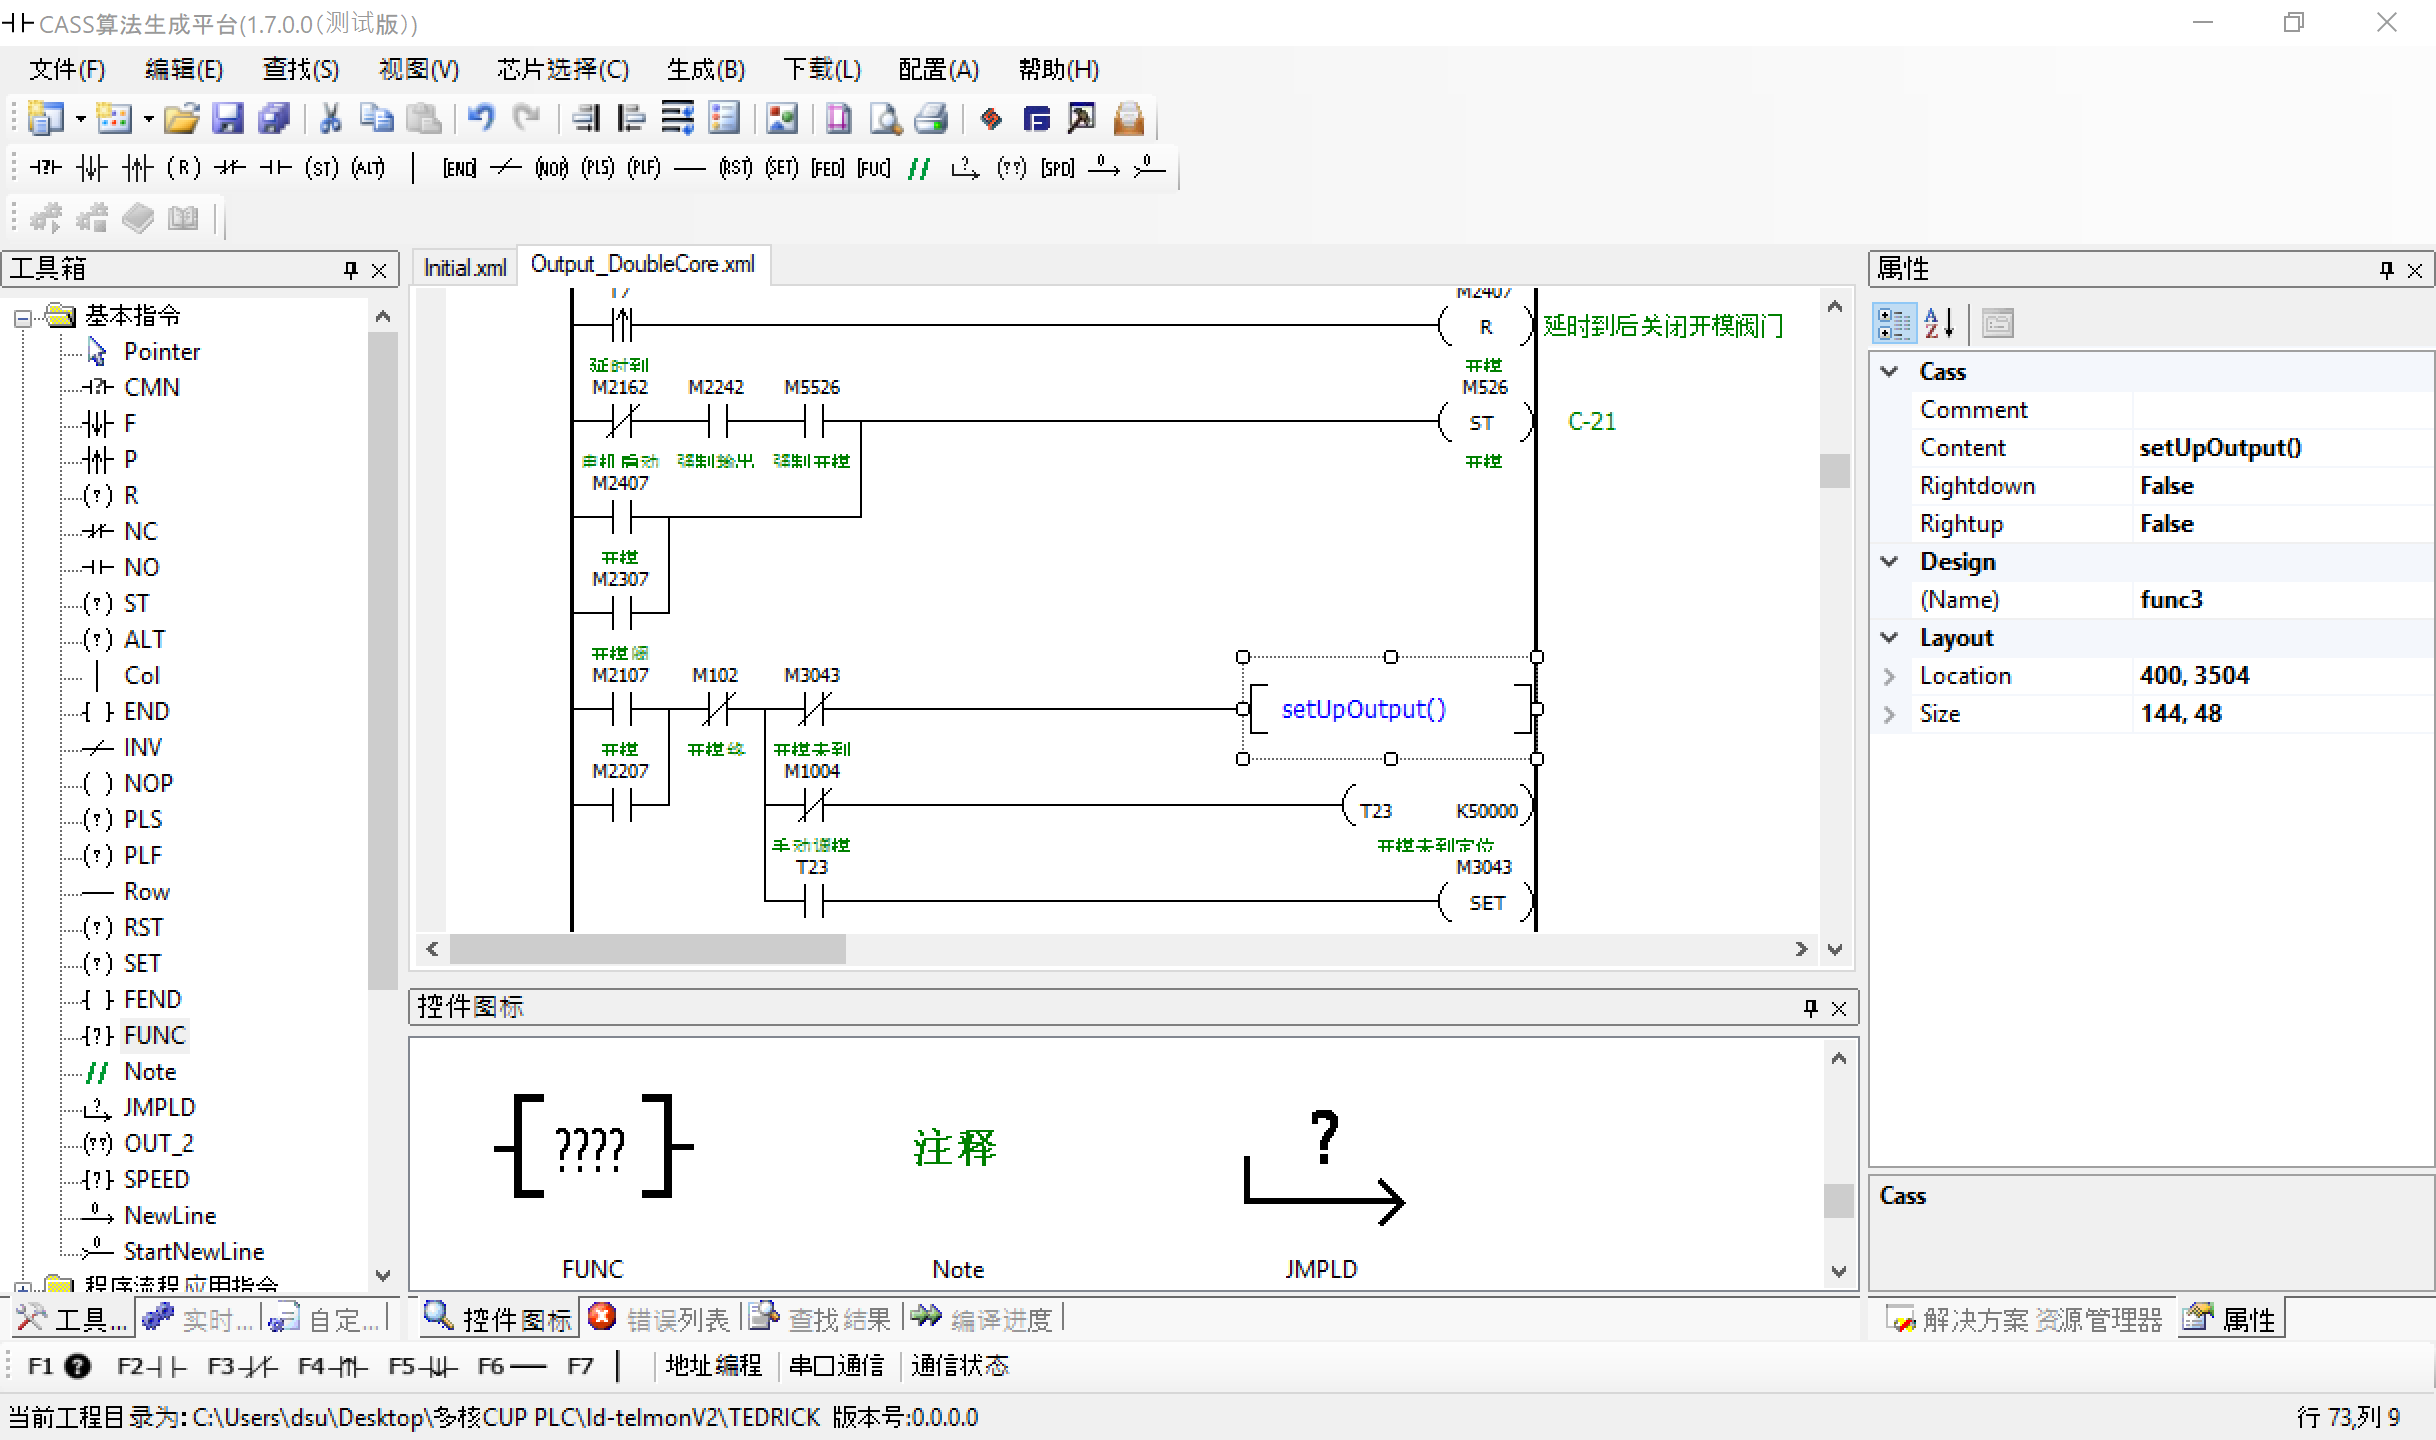 CASS算法生成平台(1.7.0.0(测试版))
文件(F) 编辑(E) 查找(S) 视图(V) 芯片选择(C) 生成(B) 下载(L) 配置(A) 帮助(H)
(R) (ST) (ALT) [END] (NOP) (PLS) (PLF) (RST) (SET) [FED] [FUC] // ? (??) [SPD] 0 0
工具箱
基本指令
Pointer
CMN
F
P
R
NC
NO
ST
ALT
Col
END
INV
NOP
PLS
PLF
Row
RST
SET
FEND
FUNC
Note
JMPLD
OUT_2
SPEED
NewLine
StartNewLine
程序流程应用指令
工具... 实时... 自定...
Initial.xml Output_DoubleCore.xml
T7 M2407
R 延时到后关闭开模阀门
延时到 开模
M2162 M2242 M5526 M526
ST C-21
电机启动 强制输出 强制开模 开模
M2407
开模
M2307
开模阀
M2107 M102 M3043
setUpOutput()
开模 开模终 开模未到
M2207 M1004
T23 K50000
手动调模 开模未到定位
T23 M3043
SET
控件图标
???? 注释 ?
FUNC Note JMPLD
控件图标 错误列表 查找结果 编译进度
属性
Cass
Comment
Content setUpOutput()
Rightdown False
Rightup False
Design
(Name) func3
Layout
Location 400, 3504
Size 144, 48
Cass
解决方案资源管理器 属性
F1 F2 F3 F4 F5 F6 F7 地址编程 串口通信 通信状态
当前工程目录为: C:\Users\dsu\Desktop\多核CUP PLC\ld-telmonV2\TEDRICK 版本号:0.0.0.0
行 73,列 9